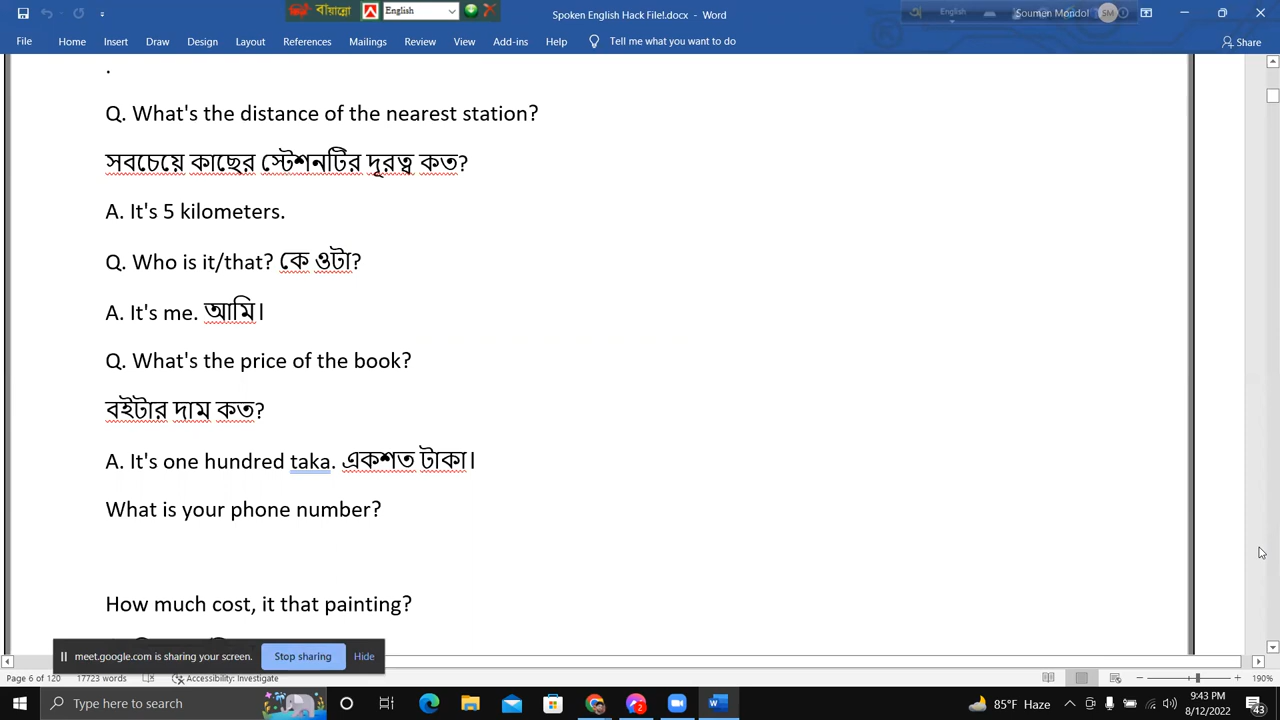 বাঁয়ান্নো English
Spoken English Hack File!.docx - Word
English
Soumen Mondol SM
File Home Insert Draw Design Layout References Mailings Review View Add-ins Help Tell me what you want to do Share
.
Q. What's the distance of the nearest station?
সবচেয়ে কাছের স্টেশনটির দূরত্ব কত?
A. It's 5 kilometers.
Q. Who is it/that? কে ওটা?
A. It's me. আমি।
Q. What's the price of the book?
বইটার দাম কত?
A. It's one hundred taka. একশত টাকা।
What is your phone number?
How much cost, it that painting?
meet.google.com is sharing your screen. Stop sharing Hide
Page 6 of 120 17723 words Accessibility: Investigate 190%
Type here to search
2
85°F Haze
9:43 PM
8/12/2022
43